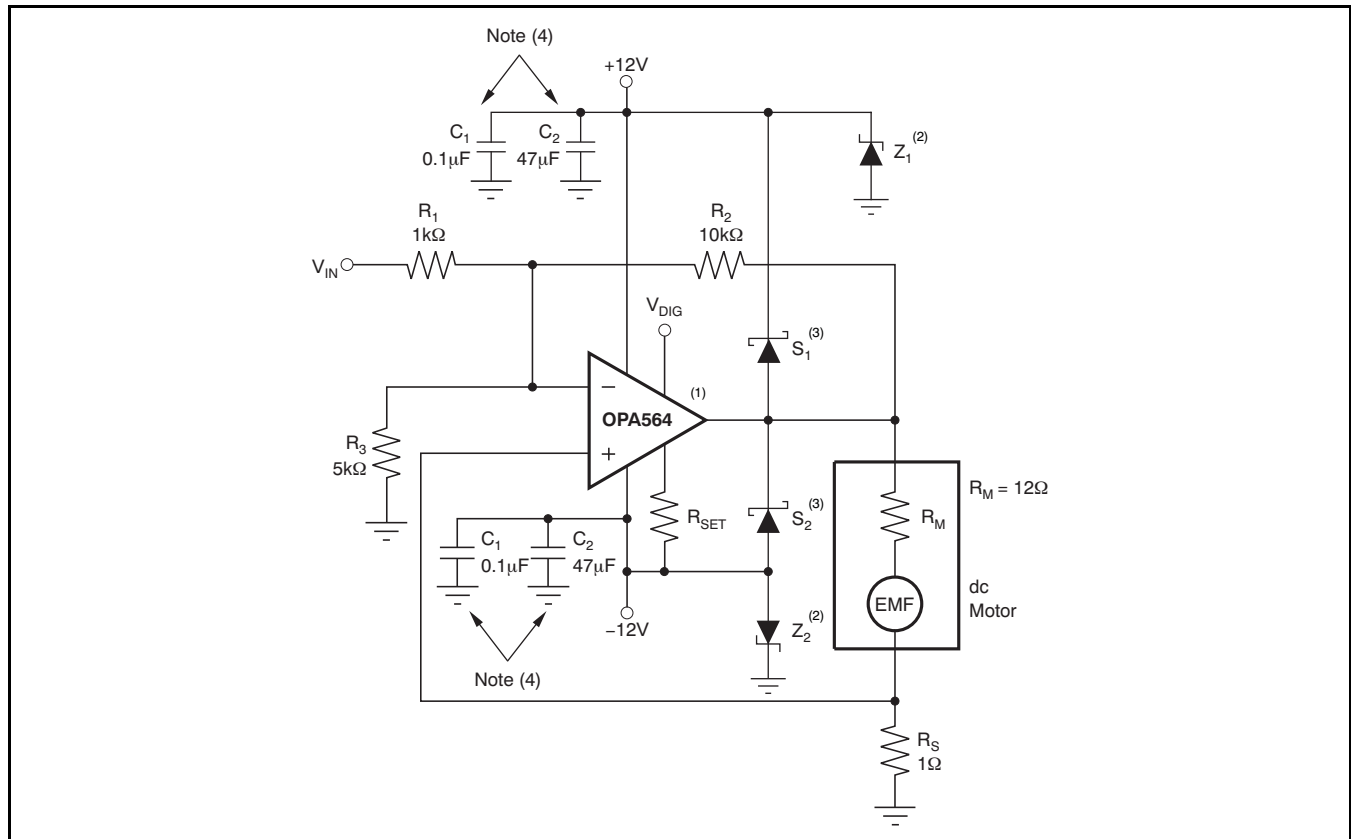 Note (4)
+12V
C1
0.1μF
C2
47μF
Z1(2)
R1
1kΩ
R2
10kΩ
VIN
VDIG
S1(3)
(1)
−
OPA564
+
R3
5kΩ
RSET
S2(3)
RM = 12Ω
RM
C1
0.1μF
C2
47μF
EMF
dc
Motor
−12V
Z2(2)
Note (4)
RS
1Ω